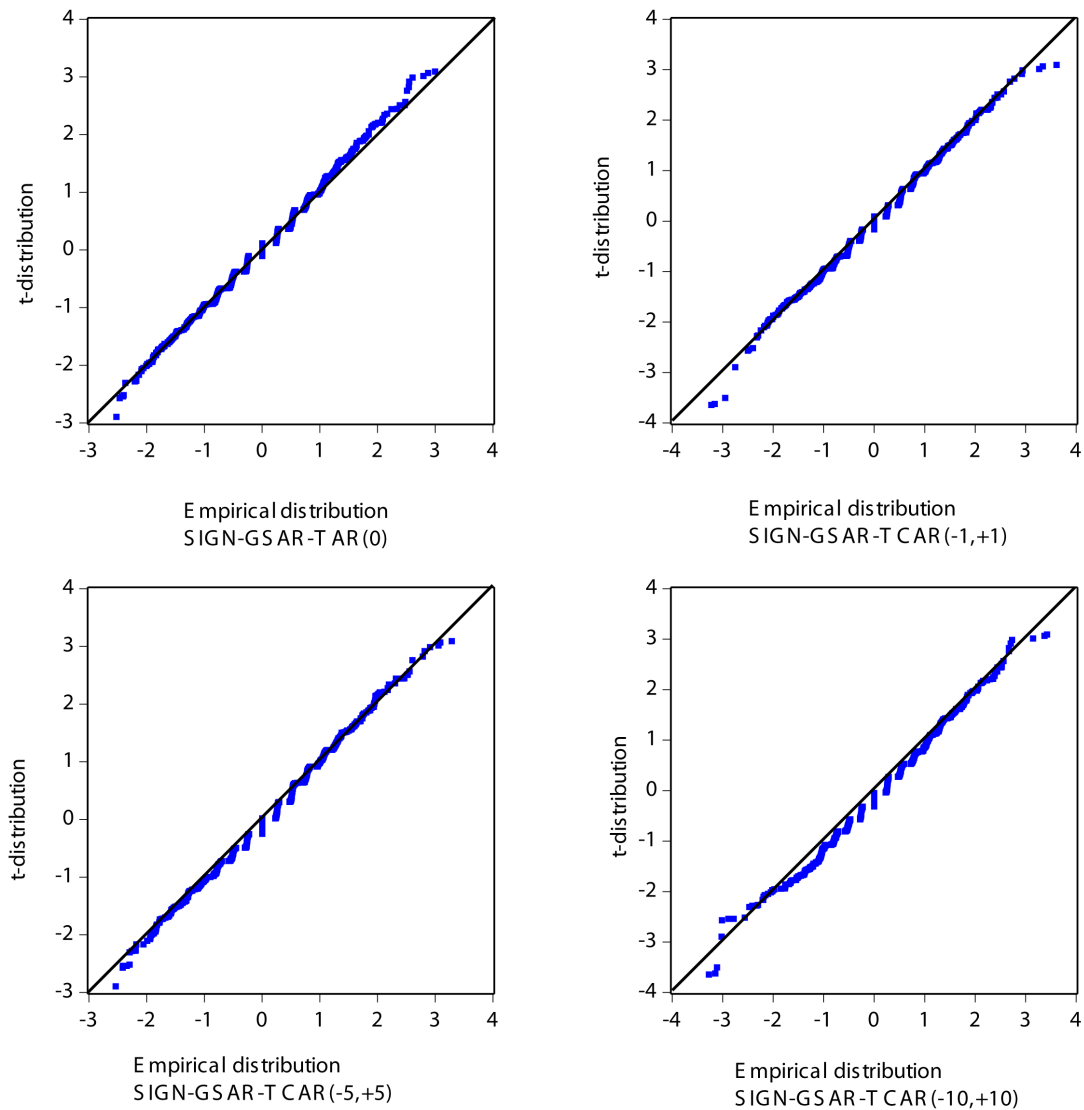 4
3
2
1
0
-1
-2
-3
t-distribution
-3 -2 -1 0 1 2 3 4
Empirical distribution
SIGN-GSAR-T AR(0)
4
3
2
1
0
-1
-2
-3
-4
t-distribution
-4 -3 -2 -1 0 1 2 3 4
Empirical distribution
SIGN-GSAR-T CAR(-1,+1)
4
3
2
1
0
-1
-2
-3
t-distribution
-3 -2 -1 0 1 2 3 4
Empirical distribution
SIGN-GSAR-T CAR(-5,+5)
4
3
2
1
0
-1
-2
-3
-4
t-distribution
-4 -3 -2 -1 0 1 2 3 4
Empirical distribution
SIGN-GSAR-T CAR(-10,+10)